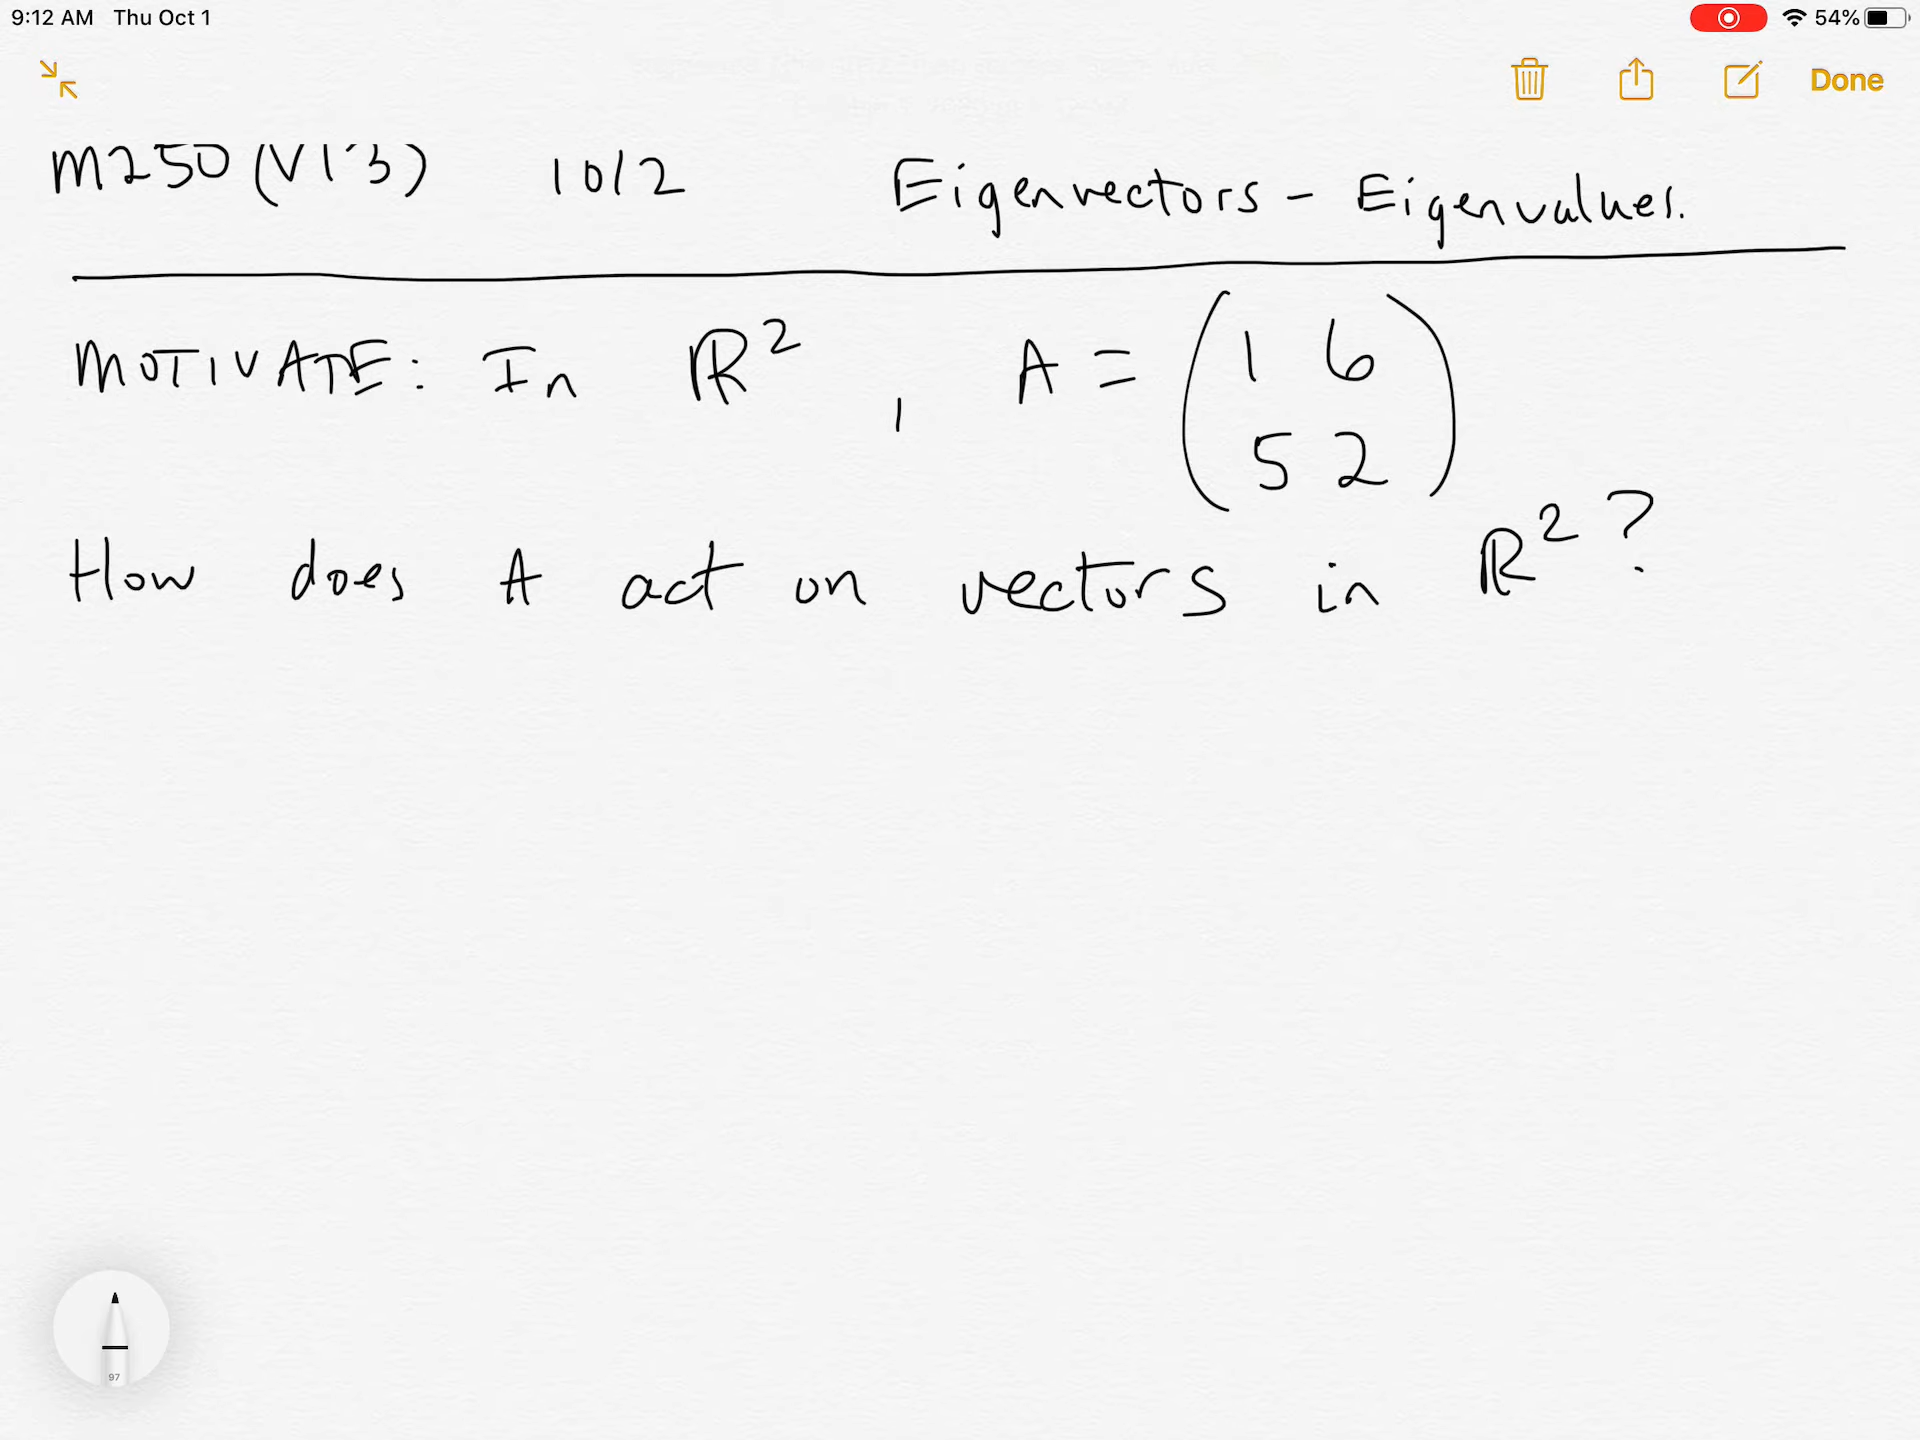 9:12 AM Thu Oct 1 54%
Done
M250 (V1'3) 10/2 Eigenvectors - Eigenvalues.
MOTIVATE: In ℝ², A = (1 6
5 2)
How does A act on vectors in ℝ²?
97